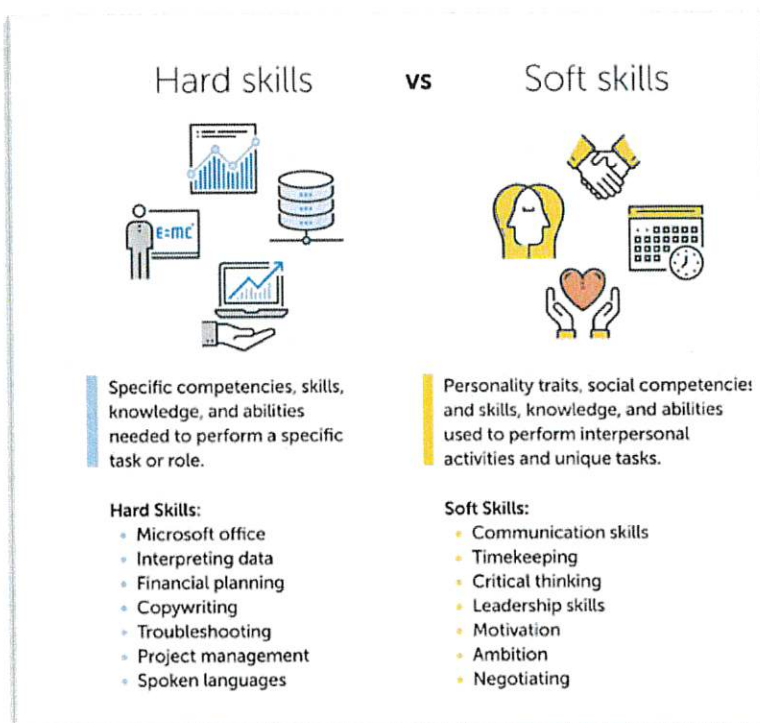 Hard skills vs Soft skills
E=mc²
Specific competencies, skills,
knowledge, and abilities
needed to perform a specific
task or role.
Hard Skills:
• Microsoft office
• Interpreting data
• Financial planning
• Copywriting
• Troubleshooting
• Project management
• Spoken languages
Personality traits, social competencies
and skills, knowledge, and abilities
used to perform interpersonal
activities and unique tasks.
Soft Skills:
• Communication skills
• Timekeeping
• Critical thinking
• Leadership skills
• Motivation
• Ambition
• Negotiating